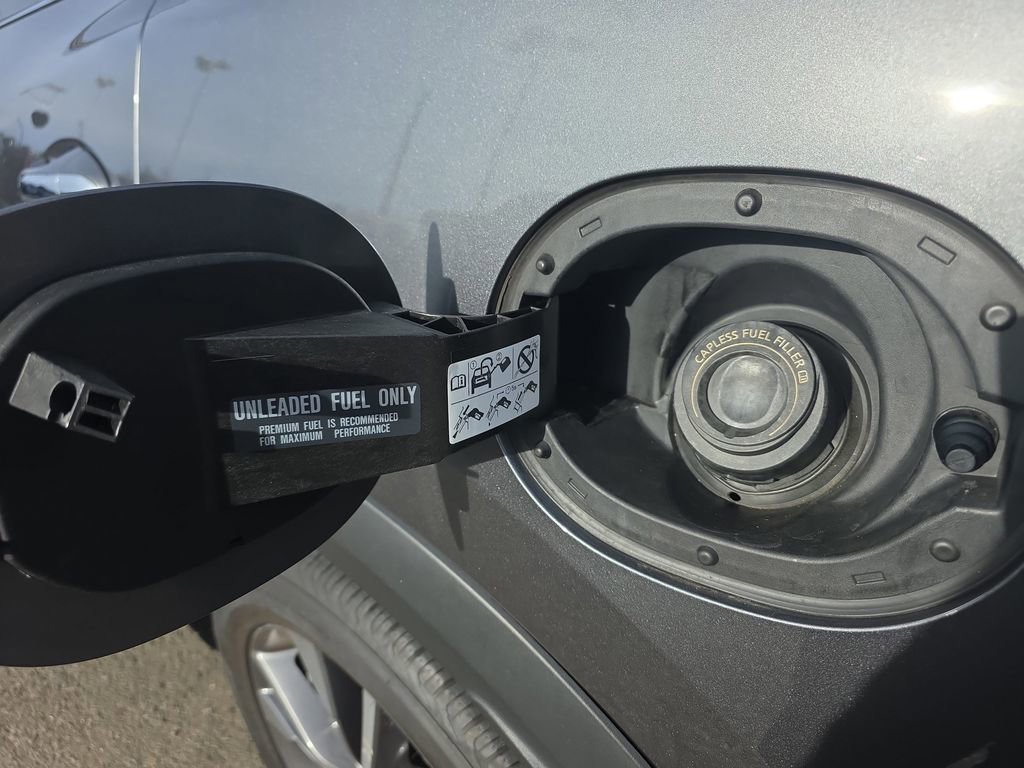 UNLEADED FUEL ONLY
PREMIUM FUEL IS RECOMMENDED
FOR MAXIMUM PERFORMANCE
CAPLESS FUEL FILLER